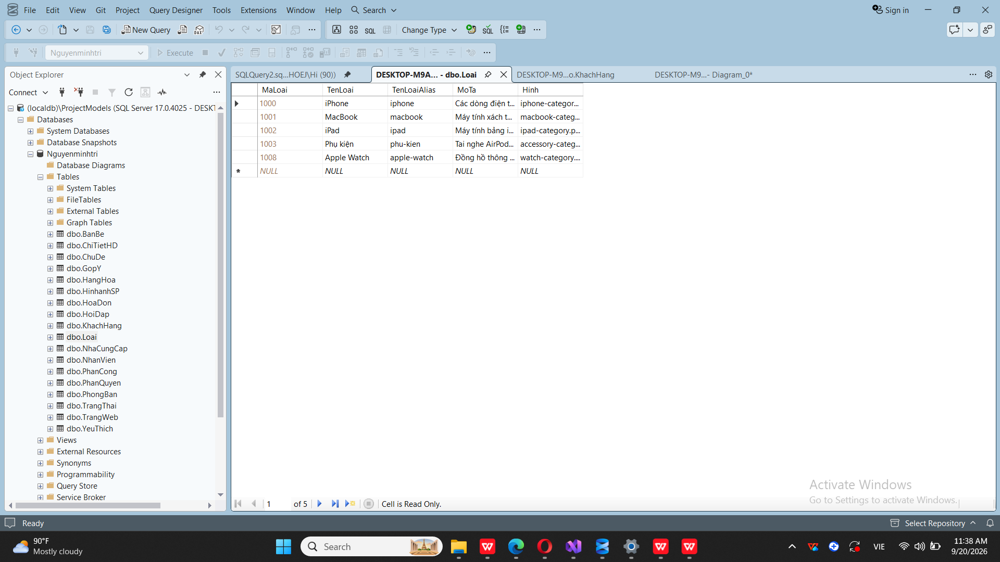 File Edit View Git Project Query Designer Tools Extensions Window Help Search Sign in
New Query DAX SQL Change Type SQL
Nguyenminhtri Execute
Object Explorer
SQLQuery2.sq...HOEJ\Hi (90)) DESKTOP-M9A... - dbo.Loai DESKTOP-M9...o.KhachHang DESKTOP-M9...- Diagram_0*
Connect
(localdb)\ProjectModels (SQL Server 17.0.4025 - DESKT
Databases
System Databases
Database Snapshots
Nguyenminhtri
Database Diagrams
Tables
System Tables
FileTables
External Tables
Graph Tables
dbo.BanBe
dbo.ChiTietHD
dbo.ChuDe
dbo.GopY
dbo.HangHoa
dbo.HinhanhSP
dbo.HoaDon
dbo.HoiDap
dbo.KhachHang
dbo.Loai
dbo.NhaCungCap
dbo.NhanVien
dbo.PhanCong
dbo.PhanQuyen
dbo.PhongBan
dbo.TrangThai
dbo.TrangWeb
dbo.YeuThich
Views
External Resources
Synonyms
Programmability
Query Store
Service Broker
MaLoai TenLoai TenLoaiAlias MoTa Hinh
1000 iPhone iphone Các dòng điện t... iphone-categor...
1001 MacBook macbook Máy tính xách t... macbook-categ...
1002 iPad ipad Máy tính bảng i... ipad-category.p...
1003 Phụ kiện phu-kien Tai nghe AirPod... accessory-categ...
1008 Apple Watch apple-watch Đồng hồ thông ... watch-category....
* NULL NULL NULL NULL NULL
Activate Windows
Go to Settings to activate Windows.
1 of 5 Cell is Read Only.
Ready Select Repository
90°F
Mostly cloudy
Search
VIE
11:38 AM
9/20/2026